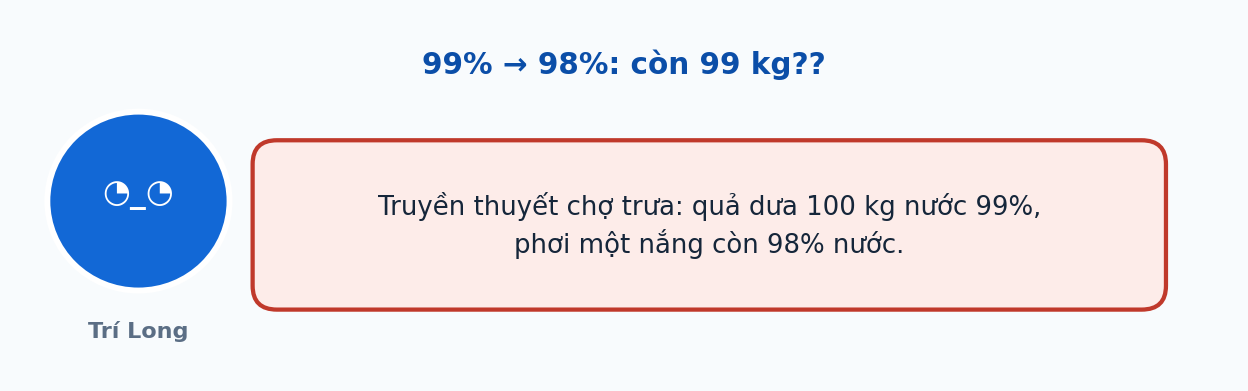 99% → 98%: còn 99 kg??
◔_◔
Truyền thuyết chợ trưa: quả dưa 100 kg nước 99%,
phơi một nắng còn 98% nước.
Trí Long